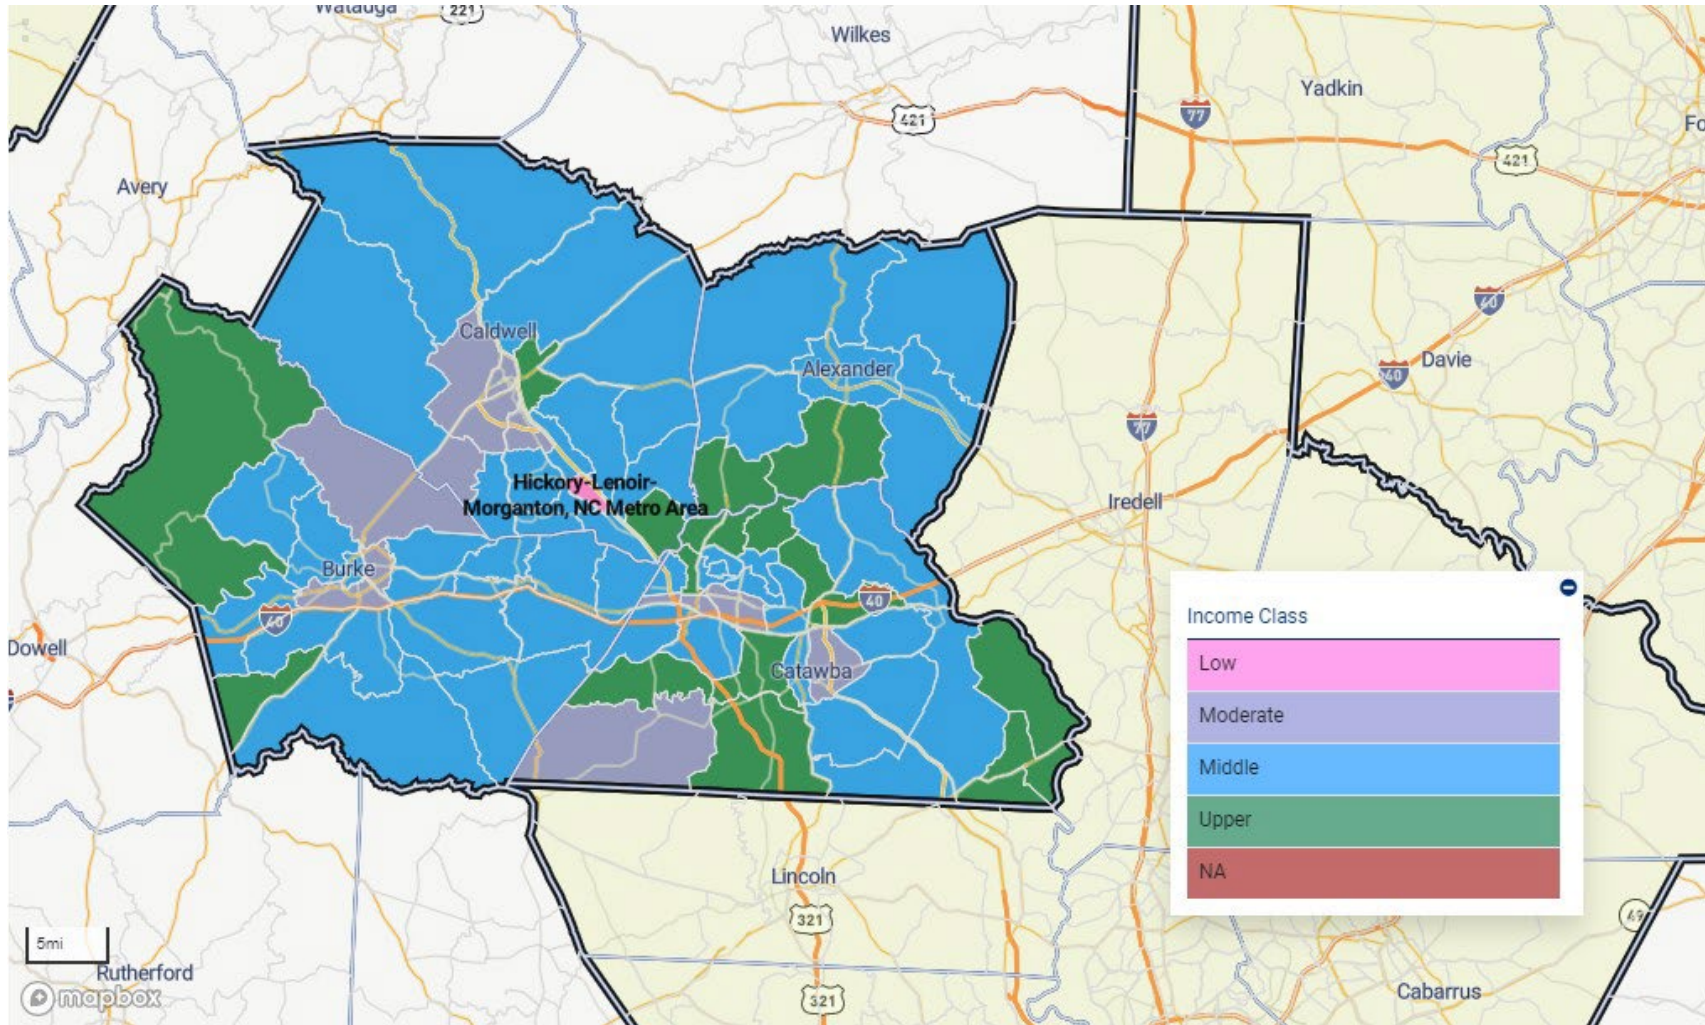 Watauga
221
Wilkes
Yadkin
77
421
421
Fo
Avery
40
Caldwell
Alexander
Davie
40
77
Hickory-Lenoir-
Morganton, NC Metro Area
Iredell
Burke
40
40
Dowell
Catawba
Income Class
Low
Moderate
Middle
Upper
NA
Lincoln
321
49
5mi
Rutherford
mapbox
321
Cabarrus